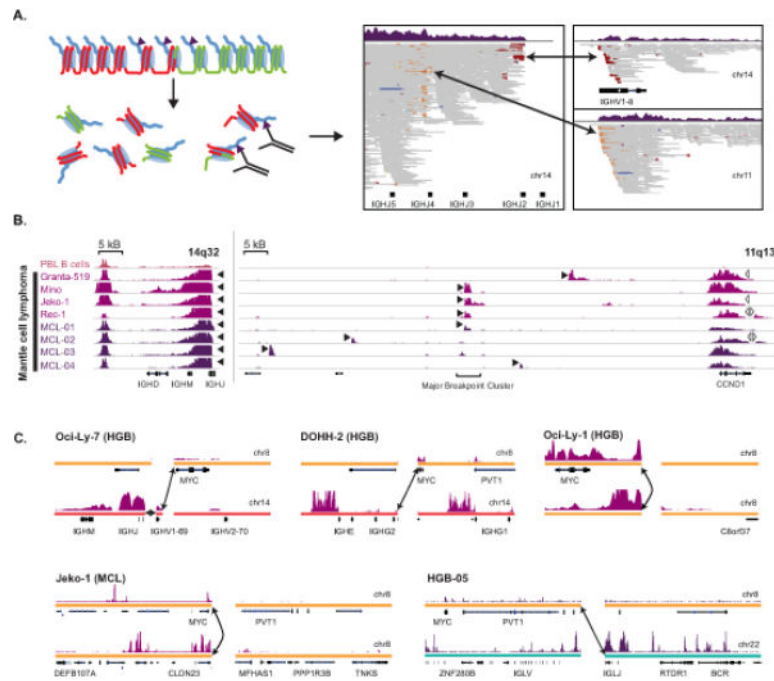 A.
chr14
IGHJ5 IGHJ4 IGHJ3 IGHJ2 IGHJ1
chr14
IGHV1-8
chr11
B.
5 kB
14q32
5 kB
11q13
Mantle cell lymphoma
PBL B cells
Granta-519
Mino
Jeko-1
Rec-1
MCL-01
MCL-02
MCL-03
MCL-04
IGHD IGHM IGHJ
Major Breakpoint Cluster
CCND1
C.
Oci-Ly-7 (HGB)
chr8
MYC
chr14
IGHM IGHJ IGHV1-69 IGHV2-70
DOHH-2 (HGB)
chr8
MYC PVT1
chr14
IGHE IGHG2 IGHG1
Oci-Ly-1 (HGB)
chr8
MYC
chr8
C8orf37
Jeko-1 (MCL)
chr8
MYC PVT1
chr8
DEFB107A CLDN23 MFHAS1 PPP1R3B TNKS
HGB-05
chr8
MYC PVT1
chr22
ZNF280B IGLV IGLJ RTDR1 BCR